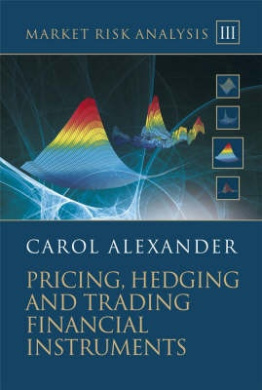 MARKET RISK ANALYSIS III
CAROL ALEXANDER
PRICING, HEDGING
AND TRADING
FINANCIAL
INSTRUMENTS